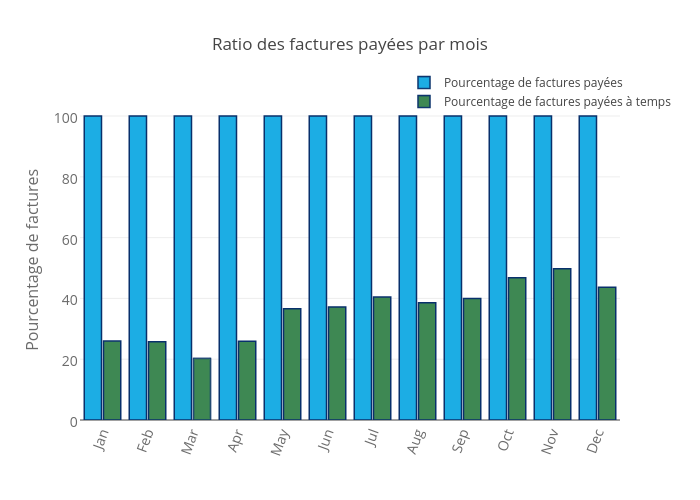 Ratio des factures payées par mois
Pourcentage de factures payées
Pourcentage de factures payées à temps
Pourcentage de factures
100
80
60
40
20
0
Jan
Feb
Mar
Apr
May
Jun
Jul
Aug
Sep
Oct
Nov
Dec